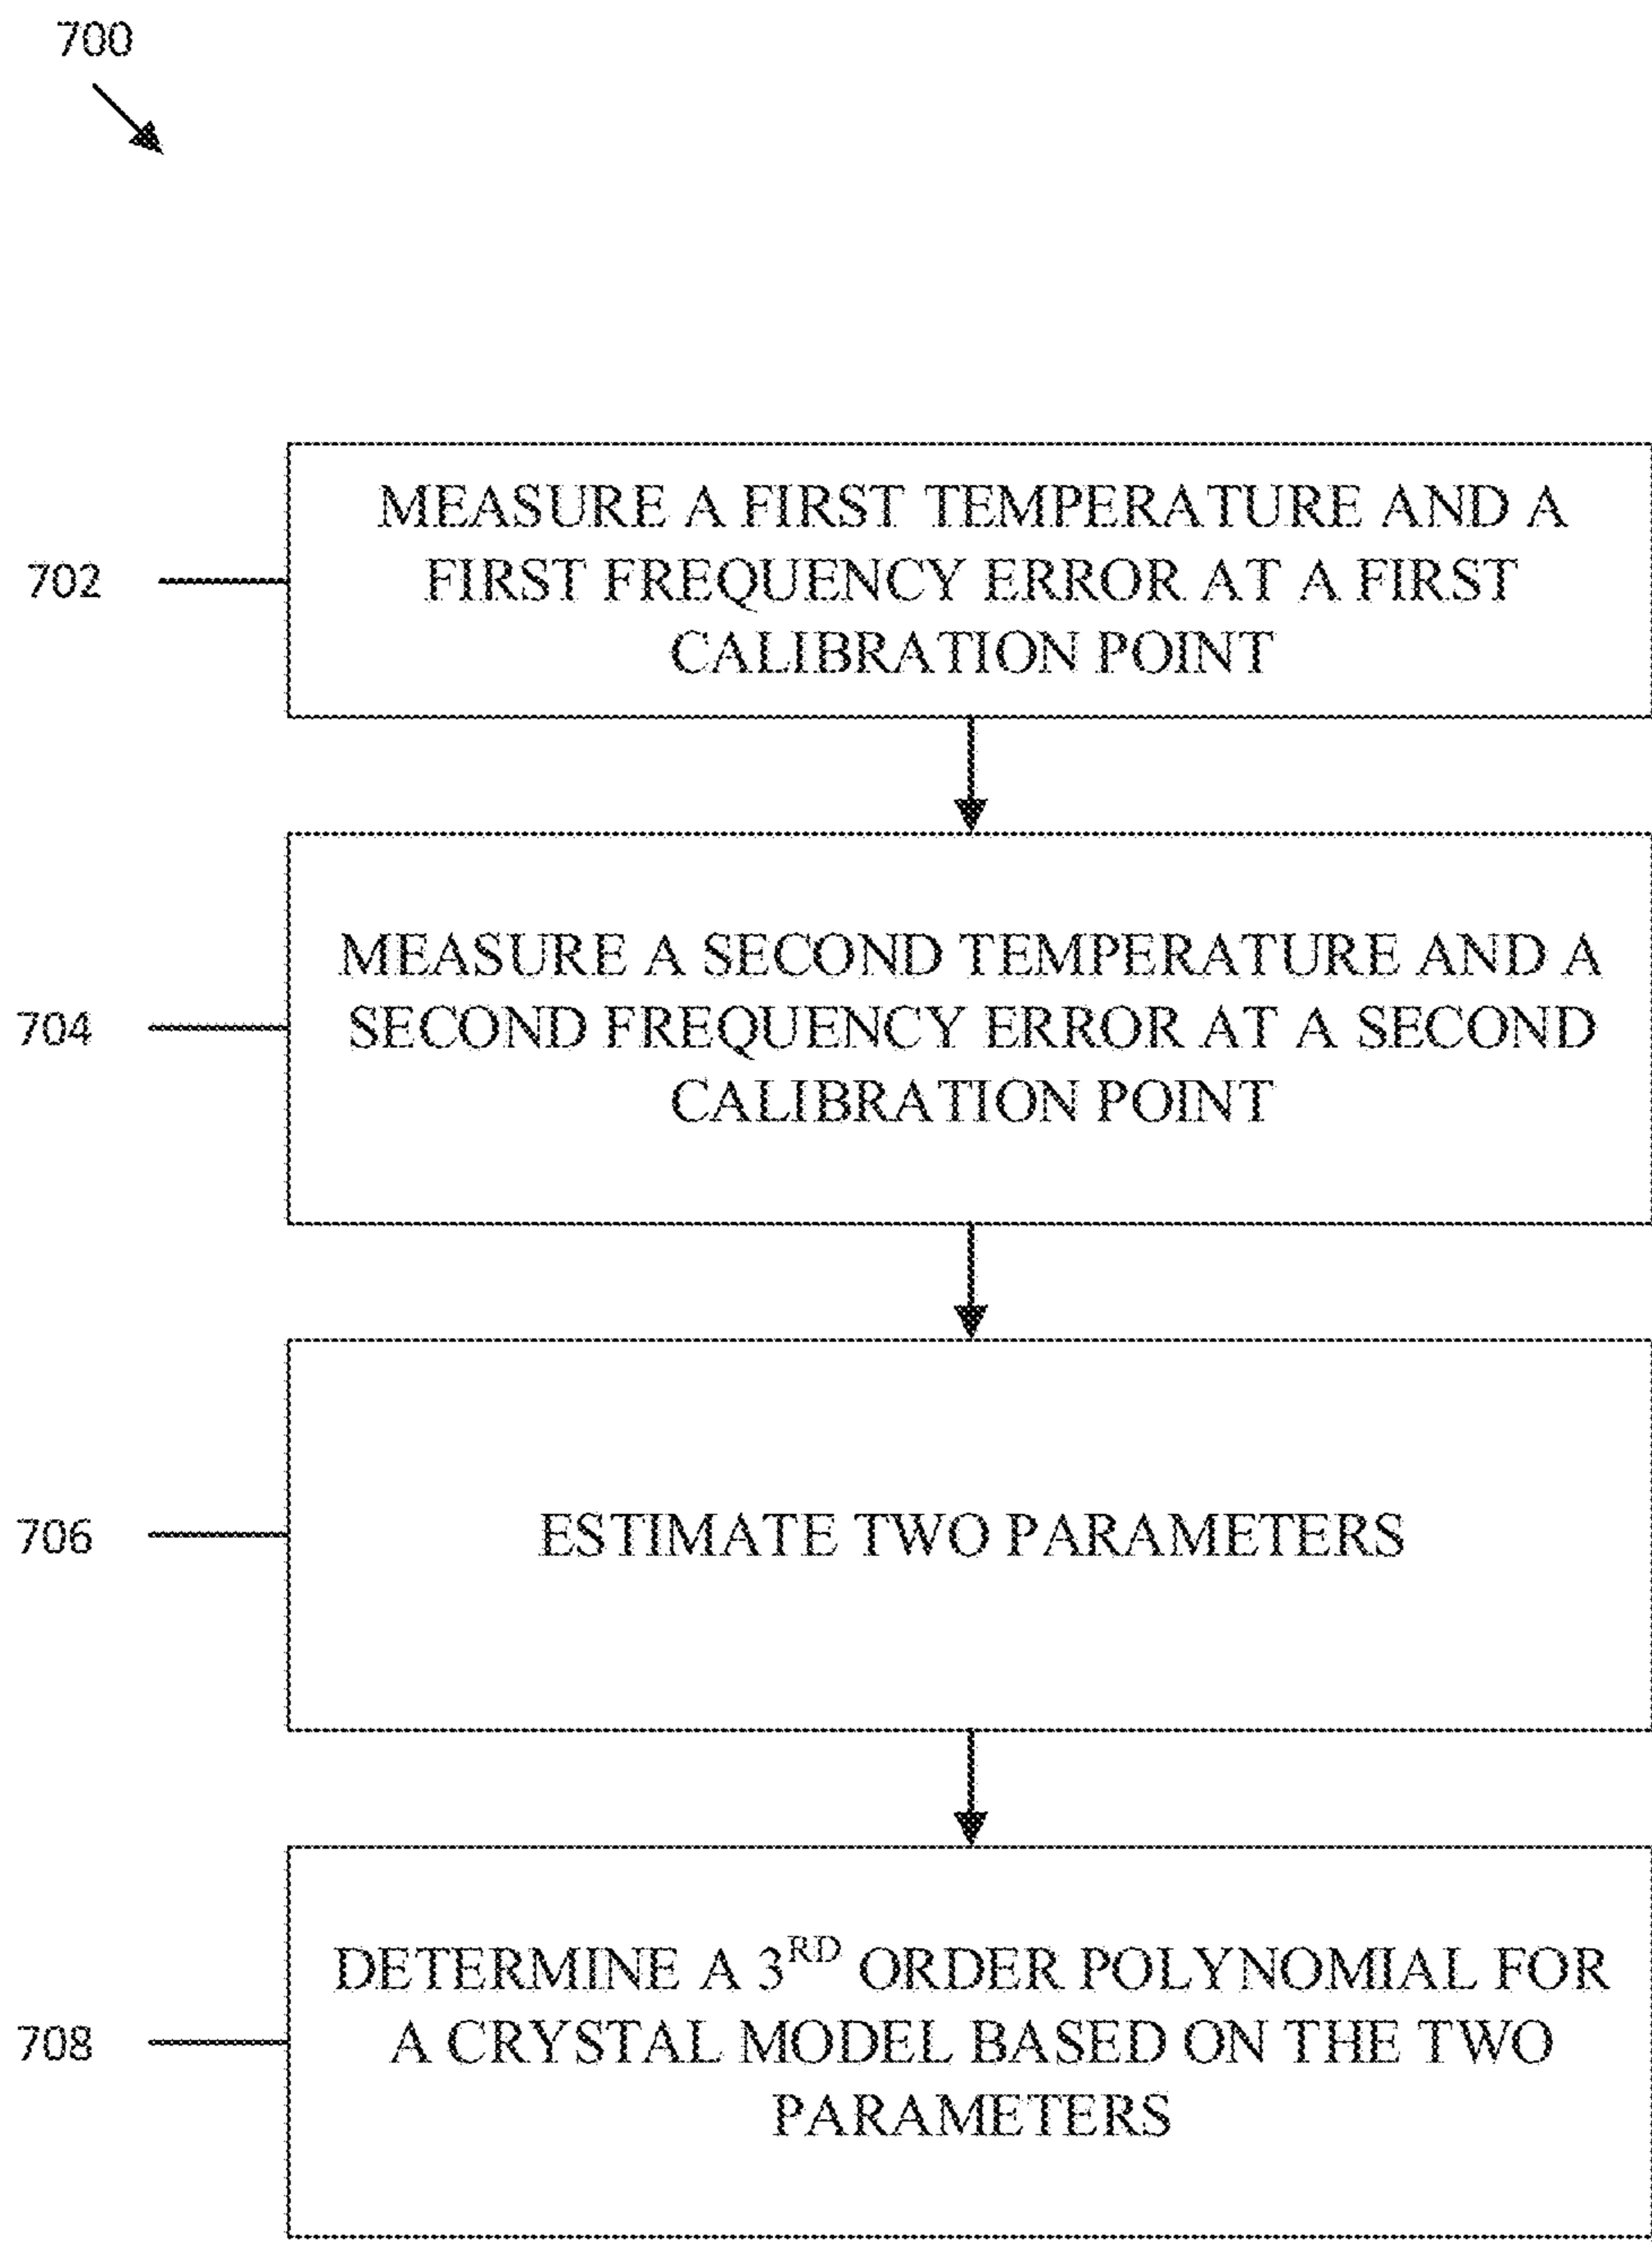 700
702
MEASURE A FIRST TEMPERATURE AND A
FIRST FREQUENCY ERROR AT A FIRST
CALIBRATION POINT
704
MEASURE A SECOND TEMPERATURE AND A
SECOND FREQUENCY ERROR AT A SECOND
CALIBRATION POINT
706
ESTIMATE TWO PARAMETERS
708
DETERMINE A 3RD ORDER POLYNOMIAL FOR
A CRYSTAL MODEL BASED ON THE TWO
PARAMETERS